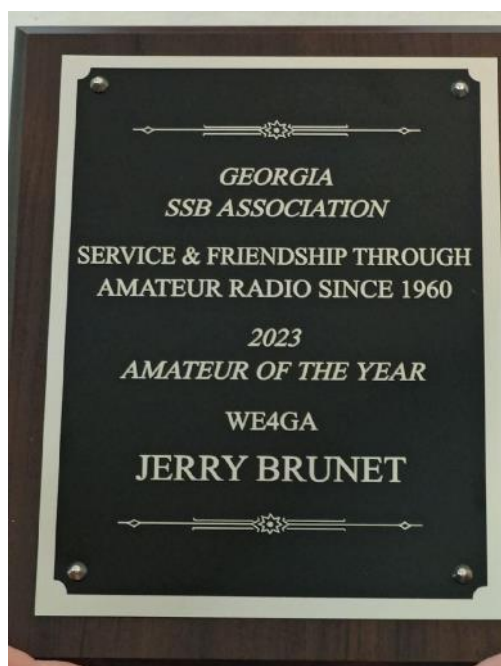 GEORGIA
SSB ASSOCIATION
SERVICE & FRIENDSHIP THROUGH
AMATEUR RADIO SINCE 1960
2023
AMATEUR OF THE YEAR
WE4GA
JERRY BRUNET